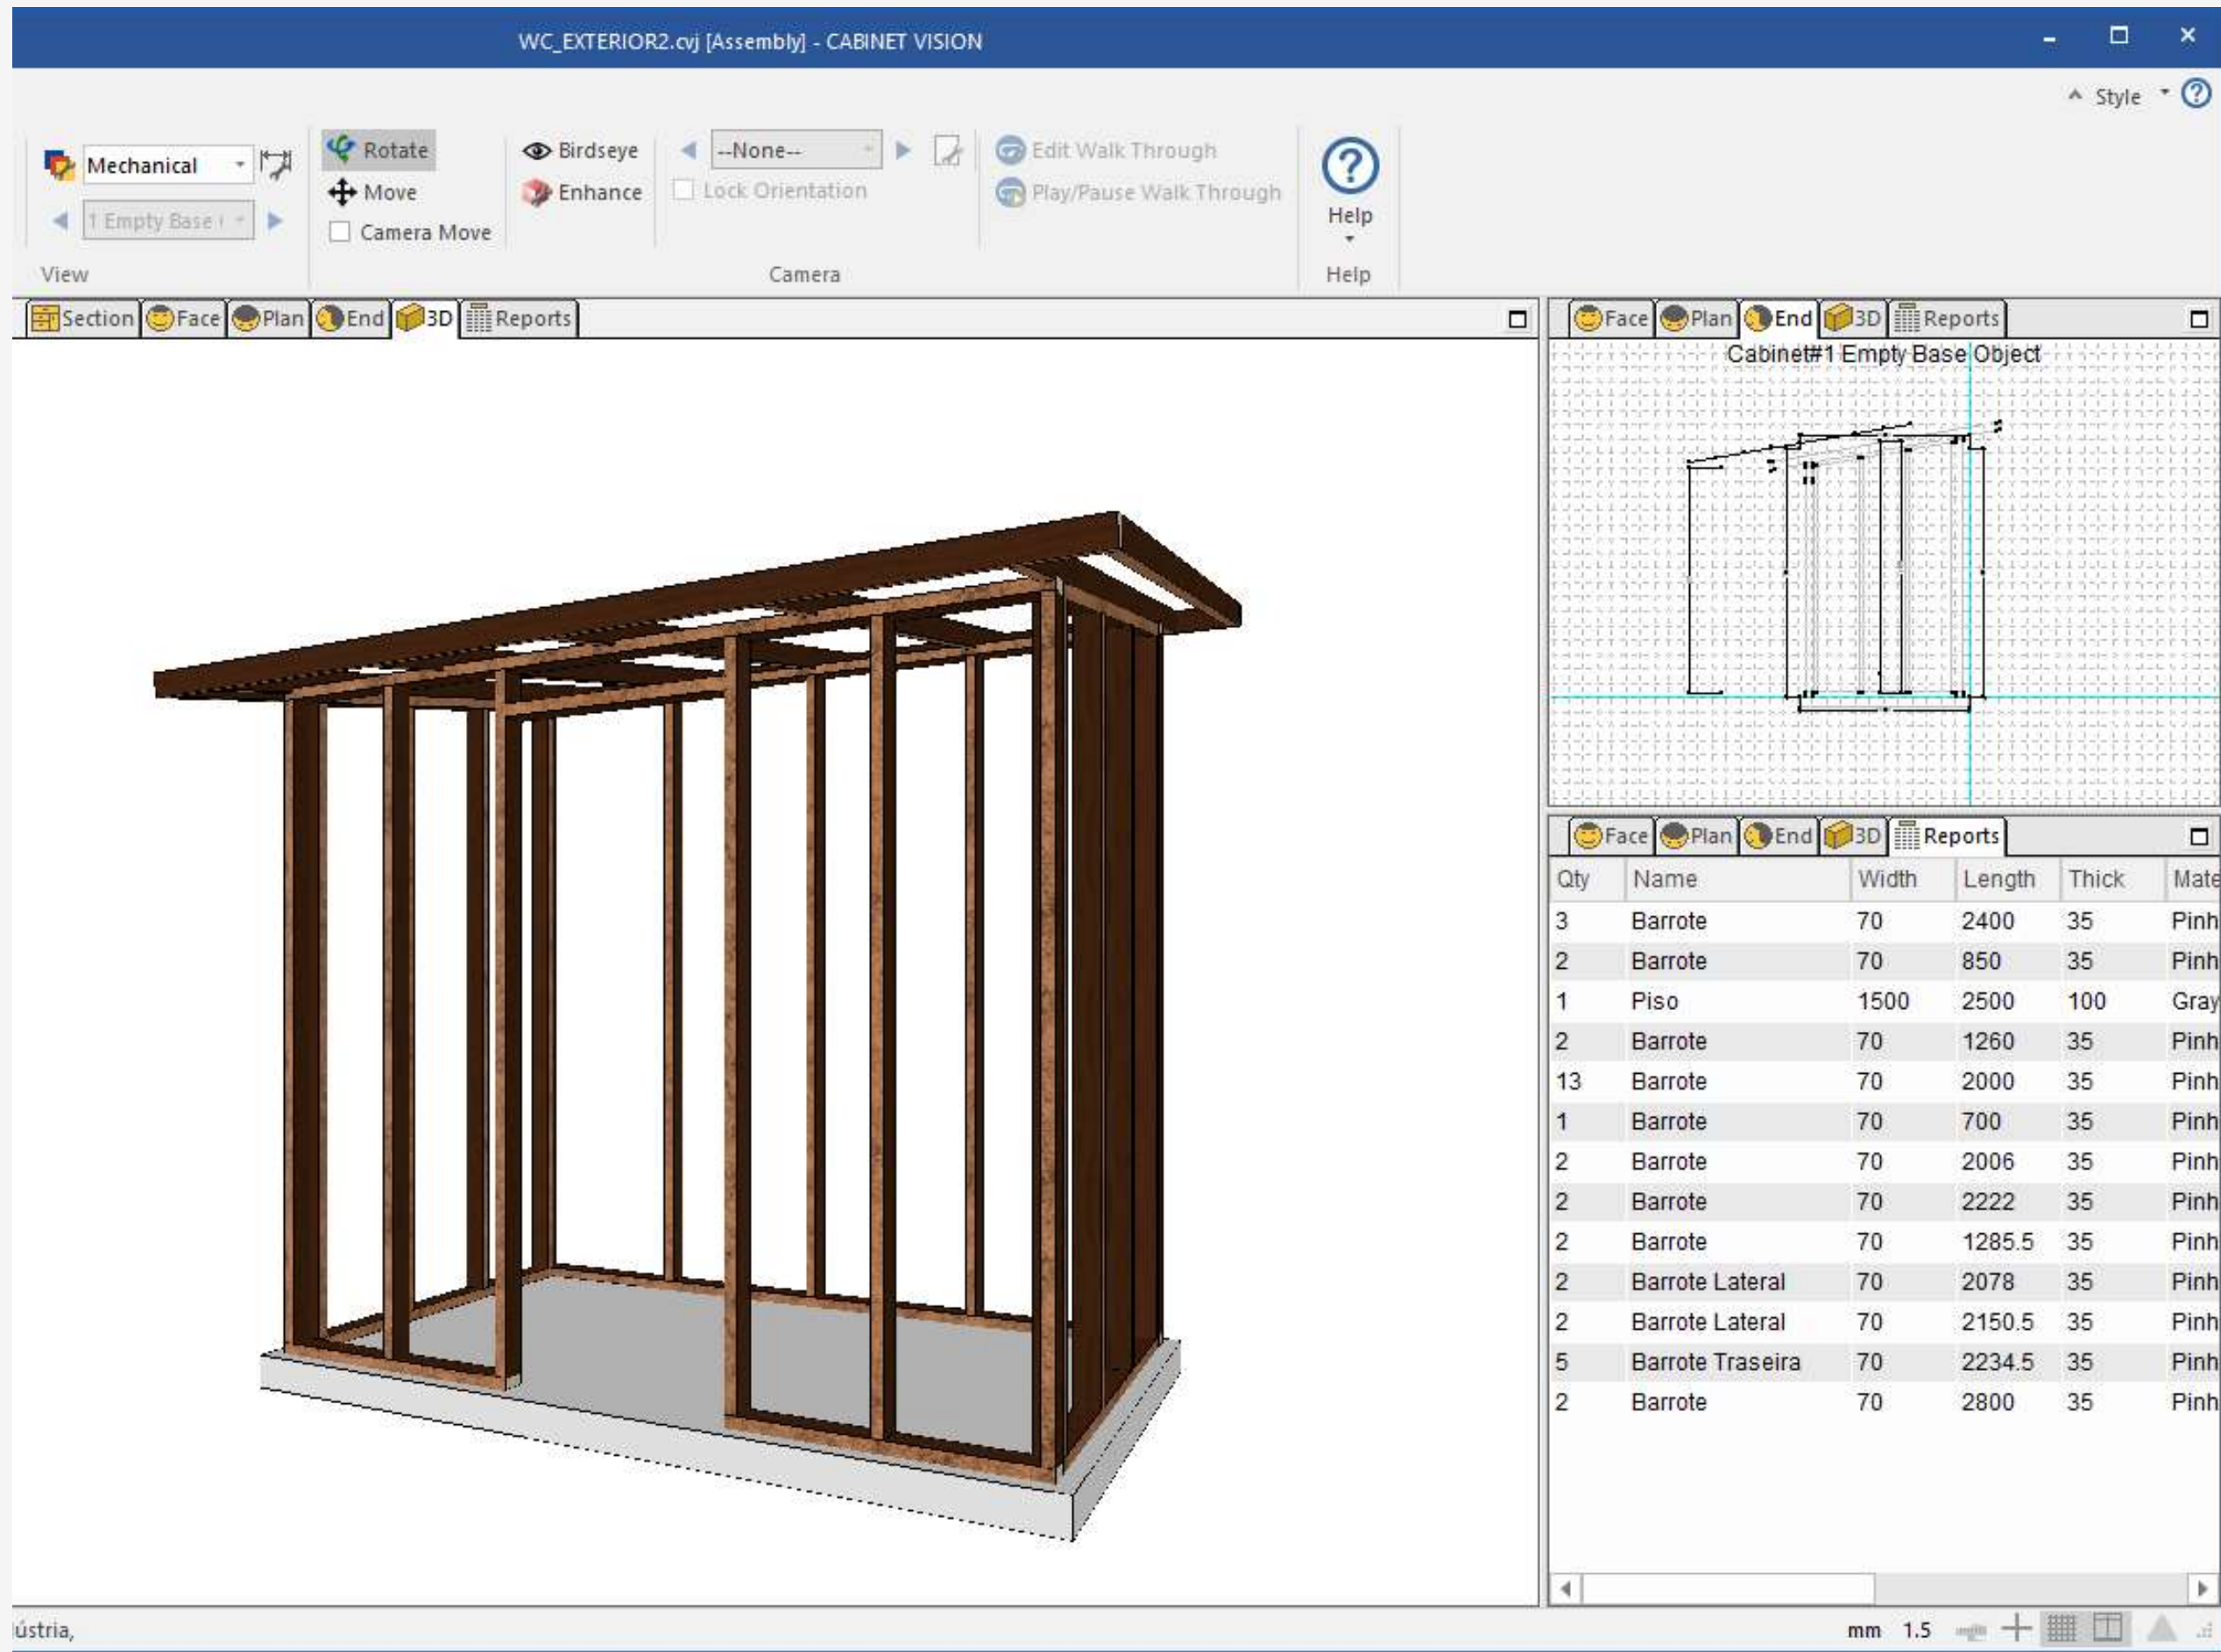 WC_EXTERIOR2.cvj [Assembly] - CABINET VISION
Style
Mechanical
Rotate
Birdseye
--None--
Edit Walk Through
Move
Enhance
Lock Orientation
Play/Pause Walk Through
1 Empty Base
Camera Move
Help
View
Camera
Help
Section Face Plan End 3D Reports
Face Plan End 3D Reports
Cabinet#1 Empty Base Object
Face Plan End 3D Reports
Qty Name Width Length Thick Mate
3 Barrote 70 2400 35 Pinh
2 Barrote 70 850 35 Pinh
1 Piso 1500 2500 100 Gray
2 Barrote 70 1260 35 Pinh
13 Barrote 70 2000 35 Pinh
1 Barrote 70 700 35 Pinh
2 Barrote 70 2006 35 Pinh
2 Barrote 70 2222 35 Pinh
2 Barrote 70 1285.5 35 Pinh
2 Barrote Lateral 70 2078 35 Pinh
2 Barrote Lateral 70 2150.5 35 Pinh
5 Barrote Traseira 70 2234.5 35 Pinh
2 Barrote 70 2800 35 Pinh
ústria,
mm 1.5